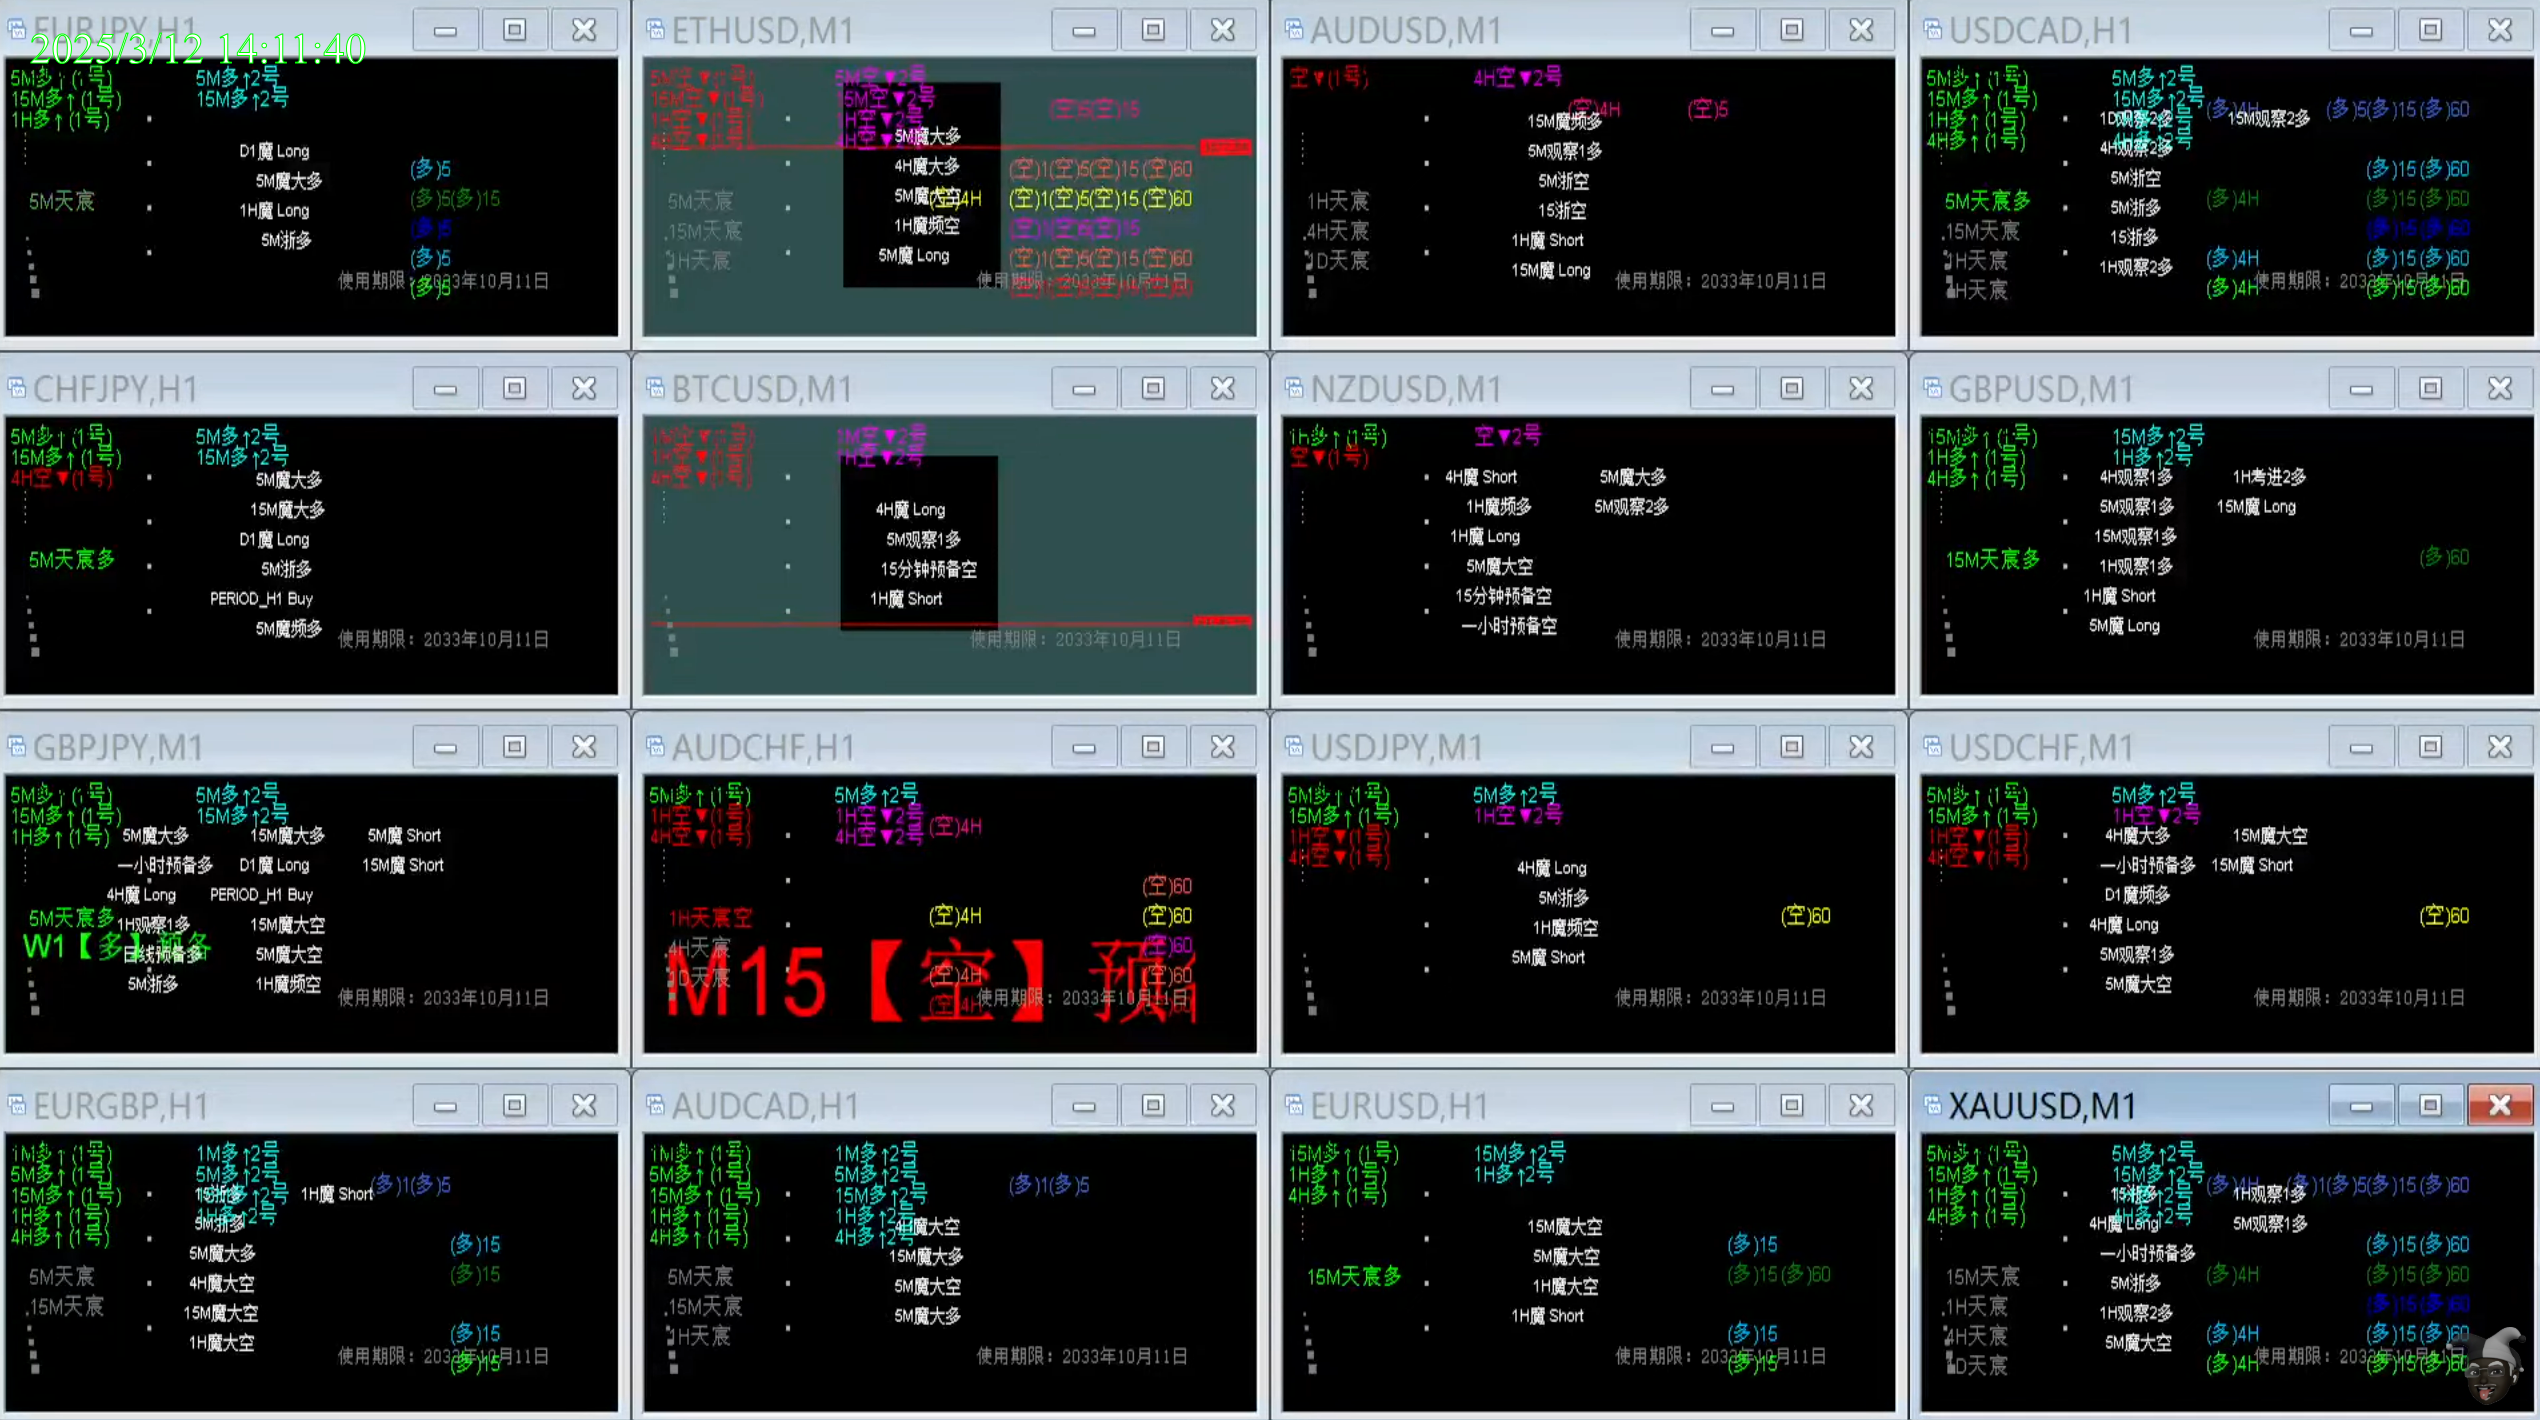 EURJPY,H1
2025/3/12 14:11:40
5M多↑(1号) 5M多↑2号
15M多↑(1号) 15M多↑2号
1H多↑(1号)
D1魔 Long
(多)5
5M魔大多
5M天宸 (多)5(多)15
1H魔 Long
(多)5
5M浙多
(多)5
使用期限：2033年10月11日
(多)5
ETHUSD,M1
5M空▼(1号) 5M空▼2号
15M空▼(1号) 15M空▼2号
(空)5(空)15
1H空▼(1号) 1H空▼2号
4H空▼2号
5M魔大多
4H魔大多 (空)1(空)5(空)15(空)60
5M天宸 (空)4H (空)1(空)5(空)15(空)60
15M天宸 1H魔频空 (空)1(空)5(空)15
1H天宸 5M魔 Long (空)1(空)5(空)15(空)60
使用期限：2033年10月11日
AUDUSD,M1
空▼(1号) 4H空▼2号
(空)4H (空)5
15M魔频多
5M观察1多
5M浙空
1H天宸 15浙空
4H天宸 1H魔 Short
1D天宸 15M魔 Long
使用期限：2033年10月11日
USDCAD,H1
5M多↑(1号) 5M多↑2号
15M多↑(1号) 15M多↑2号
(多)4H (多)5(多)15(多)60
1H多↑(1号) 15M观察2多
4H多↑(1号)
4H观察2多
5M浙空 (多)15(多)60
5M天宸多 5M浙多 (多)4H (多)15(多)60
15M天宸 15浙多 (多)15(多)60
1H天宸 1H观察2多 (多)4H (多)15(多)60
(多)4H (多)15(多)60
CHFJPY,H1
5M多↑(1号) 5M多↑2号
15M多↑(1号) 15M多↑2号
4H空▼(1号) 5M魔大多
15M魔大多
D1魔 Long
5M天宸多 5M浙多
PERIOD_H1 Buy
5M魔频多
使用期限：2033年10月11日
BTCUSD,M1
1M空▼(1号) 1M空▼2号
1H空▼(1号) 1H空▼2号
4H空▼(1号)
4H魔 Long
5M观察1多
15分钟预备空
1H魔 Short
使用期限：2033年10月11日
NZDUSD,M1
1H多↑(1号) 空▼2号
空▼(1号)
4H魔 Short 5M魔大多
1H魔频多 5M观察2多
1H魔 Long
5M魔大空
15分钟预备空
一小时预备空
使用期限：2033年10月11日
GBPUSD,M1
15M多↑(1号) 15M多↑2号
1H多↑(1号) 1H多↑2号
4H多↑(1号) 4H观察1多 1H考进2多
5M观察1多 15M魔 Long
15M观察1多
15M天宸多 1H观察1多 (多)60
1H魔 Short
5M魔 Long
使用期限：2033年10月11日
GBPJPY,M1
5M多↑(1号) 5M多↑2号
15M多↑(1号) 15M多↑2号
1H多↑(1号) 5M魔大多 15M魔大多 5M魔 Short
一小时预备多 D1魔 Long 15M魔 Short
4H魔 Long PERIOD_H1 Buy
5M天宸多 1H观察1多 15M魔大空
W1【多】预备 日线预备多 5M魔大空
5M浙多 1H魔频空
使用期限：2033年10月11日
AUDCHF,H1
5M多↑(1号) 5M多↑2号
1H空▼(1号) 1H空▼2号
4H空▼(1号) 4H空▼2号 (空)4H
(空)60
1H天宸空 (空)4H (空)60
4H天宸 (空)60
1D天宸 (空)4H (空)60
M15【空】预
(空)4H
使用期限：2033年10月11日
USDJPY,M1
5M多↑(1号) 5M多↑2号
15M多↑(1号) 1H空▼2号
1H空▼(1号)
4H空▼(1号)
4H魔 Long
5M浙多
1H魔频空 (空)60
5M魔 Short
使用期限：2033年10月11日
USDCHF,M1
5M多↑(1号) 5M多↑2号
15M多↑(1号) 1H空▼2号
1H空▼(1号) 4H魔大多 15M魔大空
4H空▼(1号) 一小时预备多 15M魔 Short
D1魔频多
4H魔 Long (空)60
5M观察1多
5M魔大空
使用期限：2033年10月11日
EURGBP,H1
1M多↑(1号) 1M多↑2号
5M多↑(1号) 5M多↑2号
(多)1(多)5
15M多↑(1号) 1H魔 Short
1H多↑(1号) 1H多↑2号
5M浙多
4H多↑(1号) (多)15
5M魔大多
5M天宸 4H魔大空 (多)15
15M天宸 15M魔大空
1H魔大空 (多)15
使用期限：2033年10月11日
(多)15
AUDCAD,H1
1M多↑(1号) 1M多↑2号
5M多↑(1号) 5M多↑2号
(多)1(多)5
15M多↑(1号) 15M多↑2号
1H多↑(1号) 1H多↑2号
4H多↑(1号) 4H多↑2号
4H魔大空
15M魔大多
5M天宸 5M魔大空
15M天宸 5M魔大多
1H天宸
使用期限：2033年10月11日
EURUSD,H1
15M多↑(1号) 15M多↑2号
1H多↑(1号) 1H多↑2号
4H多↑(1号)
15M魔大空
5M魔大空 (多)15
15M天宸多 1H魔大空 (多)15(多)60
1H魔 Short
(多)15
使用期限：2033年10月11日
(多)15
XAUUSD,M1
5M多↑(1号) 5M多↑2号
15M多↑(1号) 15M多↑2号
(多)4H (多)1(多)5(多)15(多)60
1H多↑(1号) 1H观察1多
4H多↑(1号) 4H魔 Long 5M观察1多
一小时预备多 (多)15(多)60
15M天宸 5M浙多 (多)4H (多)15(多)60
1H天宸 1H观察2多 (多)15(多)60
4H天宸 5M魔大空 (多)4H (多)15(多)60
1D天宸 (多)4H (多)15(多)60